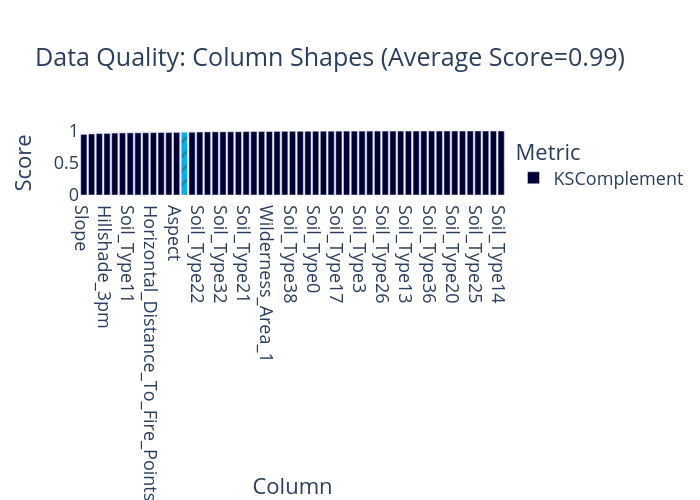 Data Quality: Column Shapes (Average Score=0.99)
1
0.5
0
Score
Metric
KSComplement
Slope
Hillshade_3pm
Soil_Type11
Horizontal_Distance_To_Fire_Points
Aspect
Soil_Type22
Soil_Type32
Soil_Type21
Wilderness_Area_1
Soil_Type38
Soil_Type0
Soil_Type17
Soil_Type3
Soil_Type26
Soil_Type13
Soil_Type36
Soil_Type20
Soil_Type25
Soil_Type14
Column